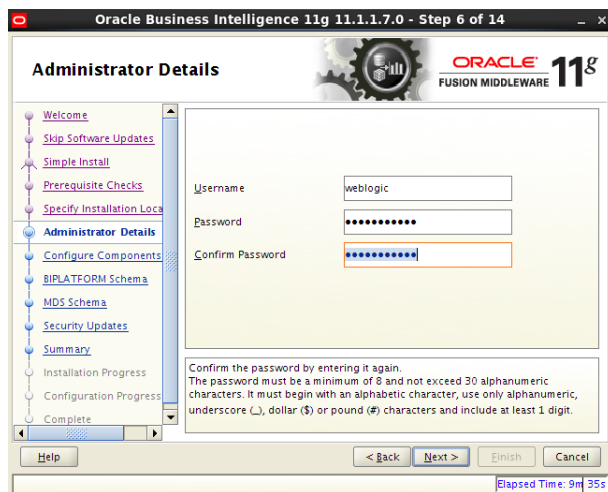 Oracle Business Intelligence 11g 11.1.1.7.0 - Step 6 of 14
Administrator Details
ORACLE
FUSION MIDDLEWARE 11g
Welcome
Skip Software Updates
Simple Install
Prerequisite Checks
Specify Installation Loca
Administrator Details
Configure Components
BIPLATFORM Schema
MDS Schema
Security Updates
Summary
Installation Progress
Configuration Progress
Complete
Username weblogic
Password •••••••••••
Confirm Password •••••••••••
Confirm the password by entering it again.
The password must be a minimum of 8 and not exceed 30 alphanumeric
characters. It must begin with an alphabetic character, use only alphanumeric,
underscore (_), dollar ($) or pound (#) characters and include at least 1 digit.
Help < Back Next > Finish Cancel
Elapsed Time: 9m 35s